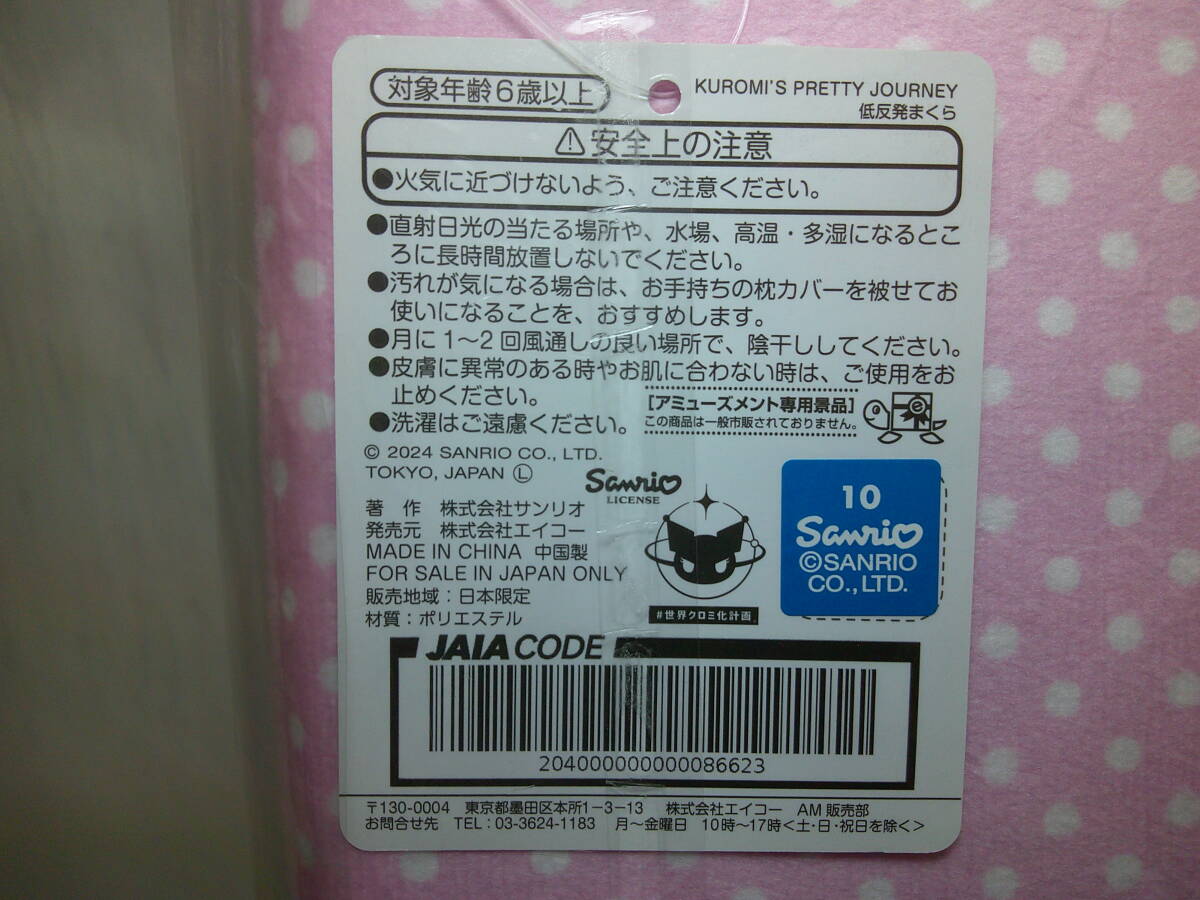 対象年齢6歳以上
KUROMI'S PRETTY JOURNEY
低反発まくら
⚠安全上の注意
●火気に近づけないよう、ご注意ください。
●直射日光の当たる場所や、水場、高温・多湿になるとこ
ろに長時間放置しないでください。
●汚れが気になる場合は、お手持ちの枕カバーを被せてお
使いになることを、おすすめします。
●月に1〜2回風通しの良い場所で、陰干ししてください。
●皮膚に異常のある時やお肌に合わない時は、ご使用をお
止めください。
●洗濯はご遠慮ください。
[アミューズメント専用景品]
この商品は一般市販されておりません。
© 2024 SANRIO CO., LTD.
TOKYO, JAPAN Ⓛ
Sanrio
LICENSE
著 作 株式会社サンリオ
発売元 株式会社エイコー
MADE IN CHINA 中国製
FOR SALE IN JAPAN ONLY
販売地域：日本限定
材質：ポリエステル
#世界クロミ化計画
10
Sanrio
©SANRIO
CO., LTD.
JAIA CODE
204000000000086623
〒130-0004 東京都墨田区本所1-3-13 株式会社エイコー AM販売部
お問合せ先 TEL：03-3624-1183 月〜金曜日 10時〜17時<土・日・祝日を除く>